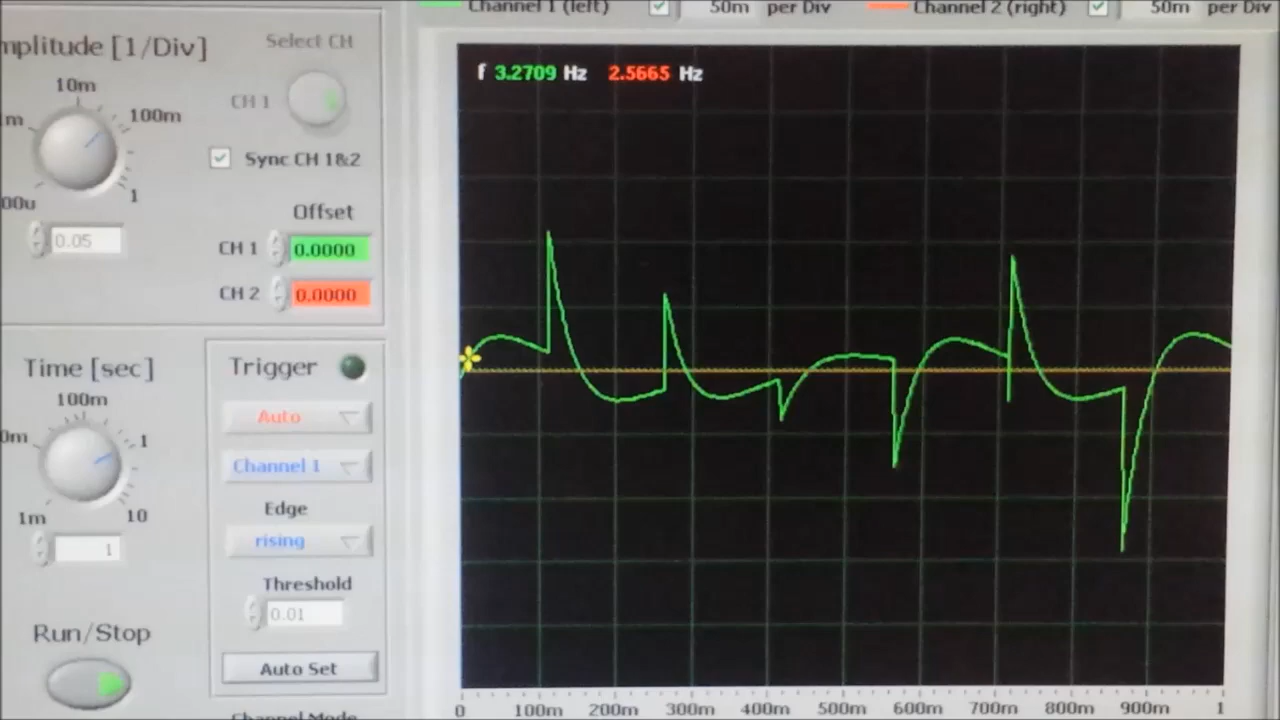 Channel 1 (left) 50m per Div Channel 2 (right) 50m per Div
mplitude [1/Div]
Select CH
10m
m 100m
00u 1
0.05
CH 1
Sync CH 1&2
Offset
CH 1 0.0000
CH 2 0.0000
f 3.2709 Hz 2.5665 Hz
Time [sec]
100m
0m 1
1m 10
1
Run/Stop
Trigger
Auto
Channel 1
Edge
rising
Threshold
0.01
Auto Set
Channel Mode
0 100m 200m 300m 400m 500m 600m 700m 800m 900m 1